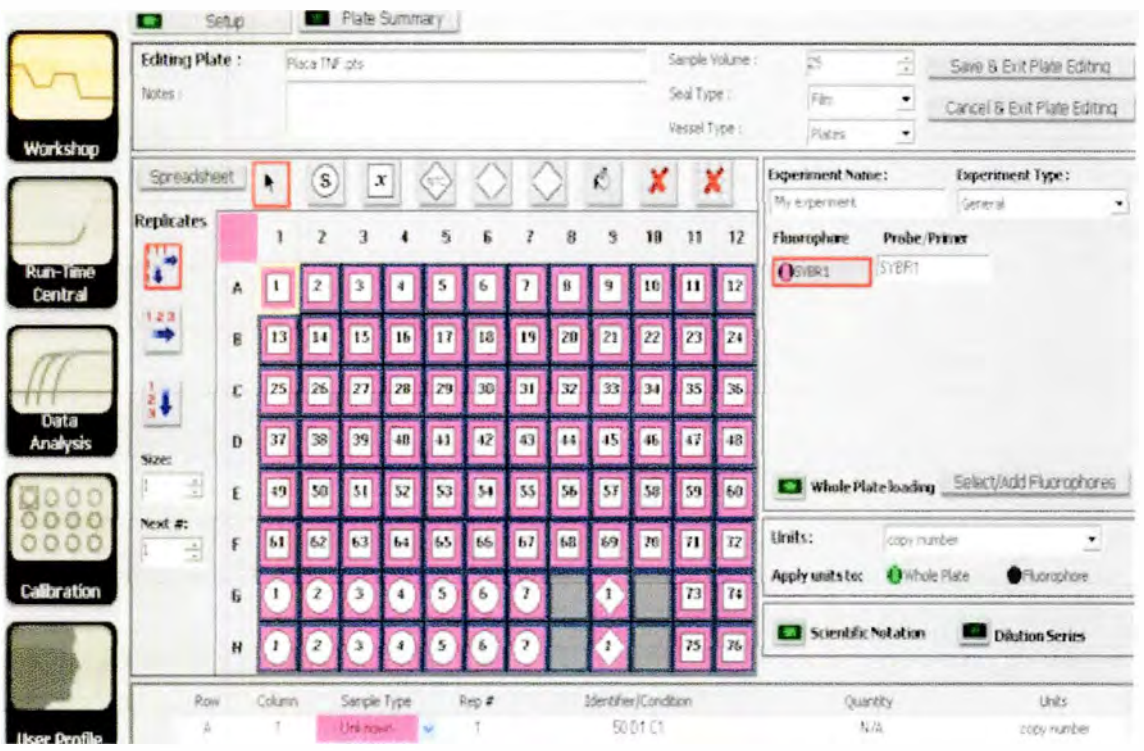 Setup Plate Summary
Editing Plate : Placa TNF.pts Sample Volume : 25 Save & Exit Plate Editing
Notes : Seal Type : Film Cancel & Exit Plate Editing
Vessel Type : Plates
Workshop
Spreadsheet S x Experiment Name: Experiment Type:
My experiment General
Replicates 1 2 3 4 5 6 7 8 9 10 11 12 Fluorophore Probe/Primer
SYBR1 SYBR1
Run-Time
Central
A 1 2 3 4 5 6 7 8 9 10 11 12
1 2 3
B 13 14 15 16 17 18 19 20 21 22 23 24
C 25 26 27 28 29 30 31 32 33 34 35 36
1
2
3
Data
Analysis
D 37 38 39 40 41 42 43 44 45 46 47 48
Size:
1
E 49 50 51 52 53 54 55 56 57 58 59 60 Whole Plate loading Select/Add Fluorophores
Next #:
1
F 61 62 63 64 65 66 67 68 69 70 71 72 Units: copy number
Calibration
Apply units to: Whole Plate Fluorophore
G 1 2 3 4 5 6 7 1 73 74
Scientific Notation Dilution Series
H 1 2 3 4 5 6 7 1 75 76
Row Column Sample Type Rep # Identifier/Condition Quantity Units
A 1 Unknown 1 50 D1 C1 N/A copy number
User Profile